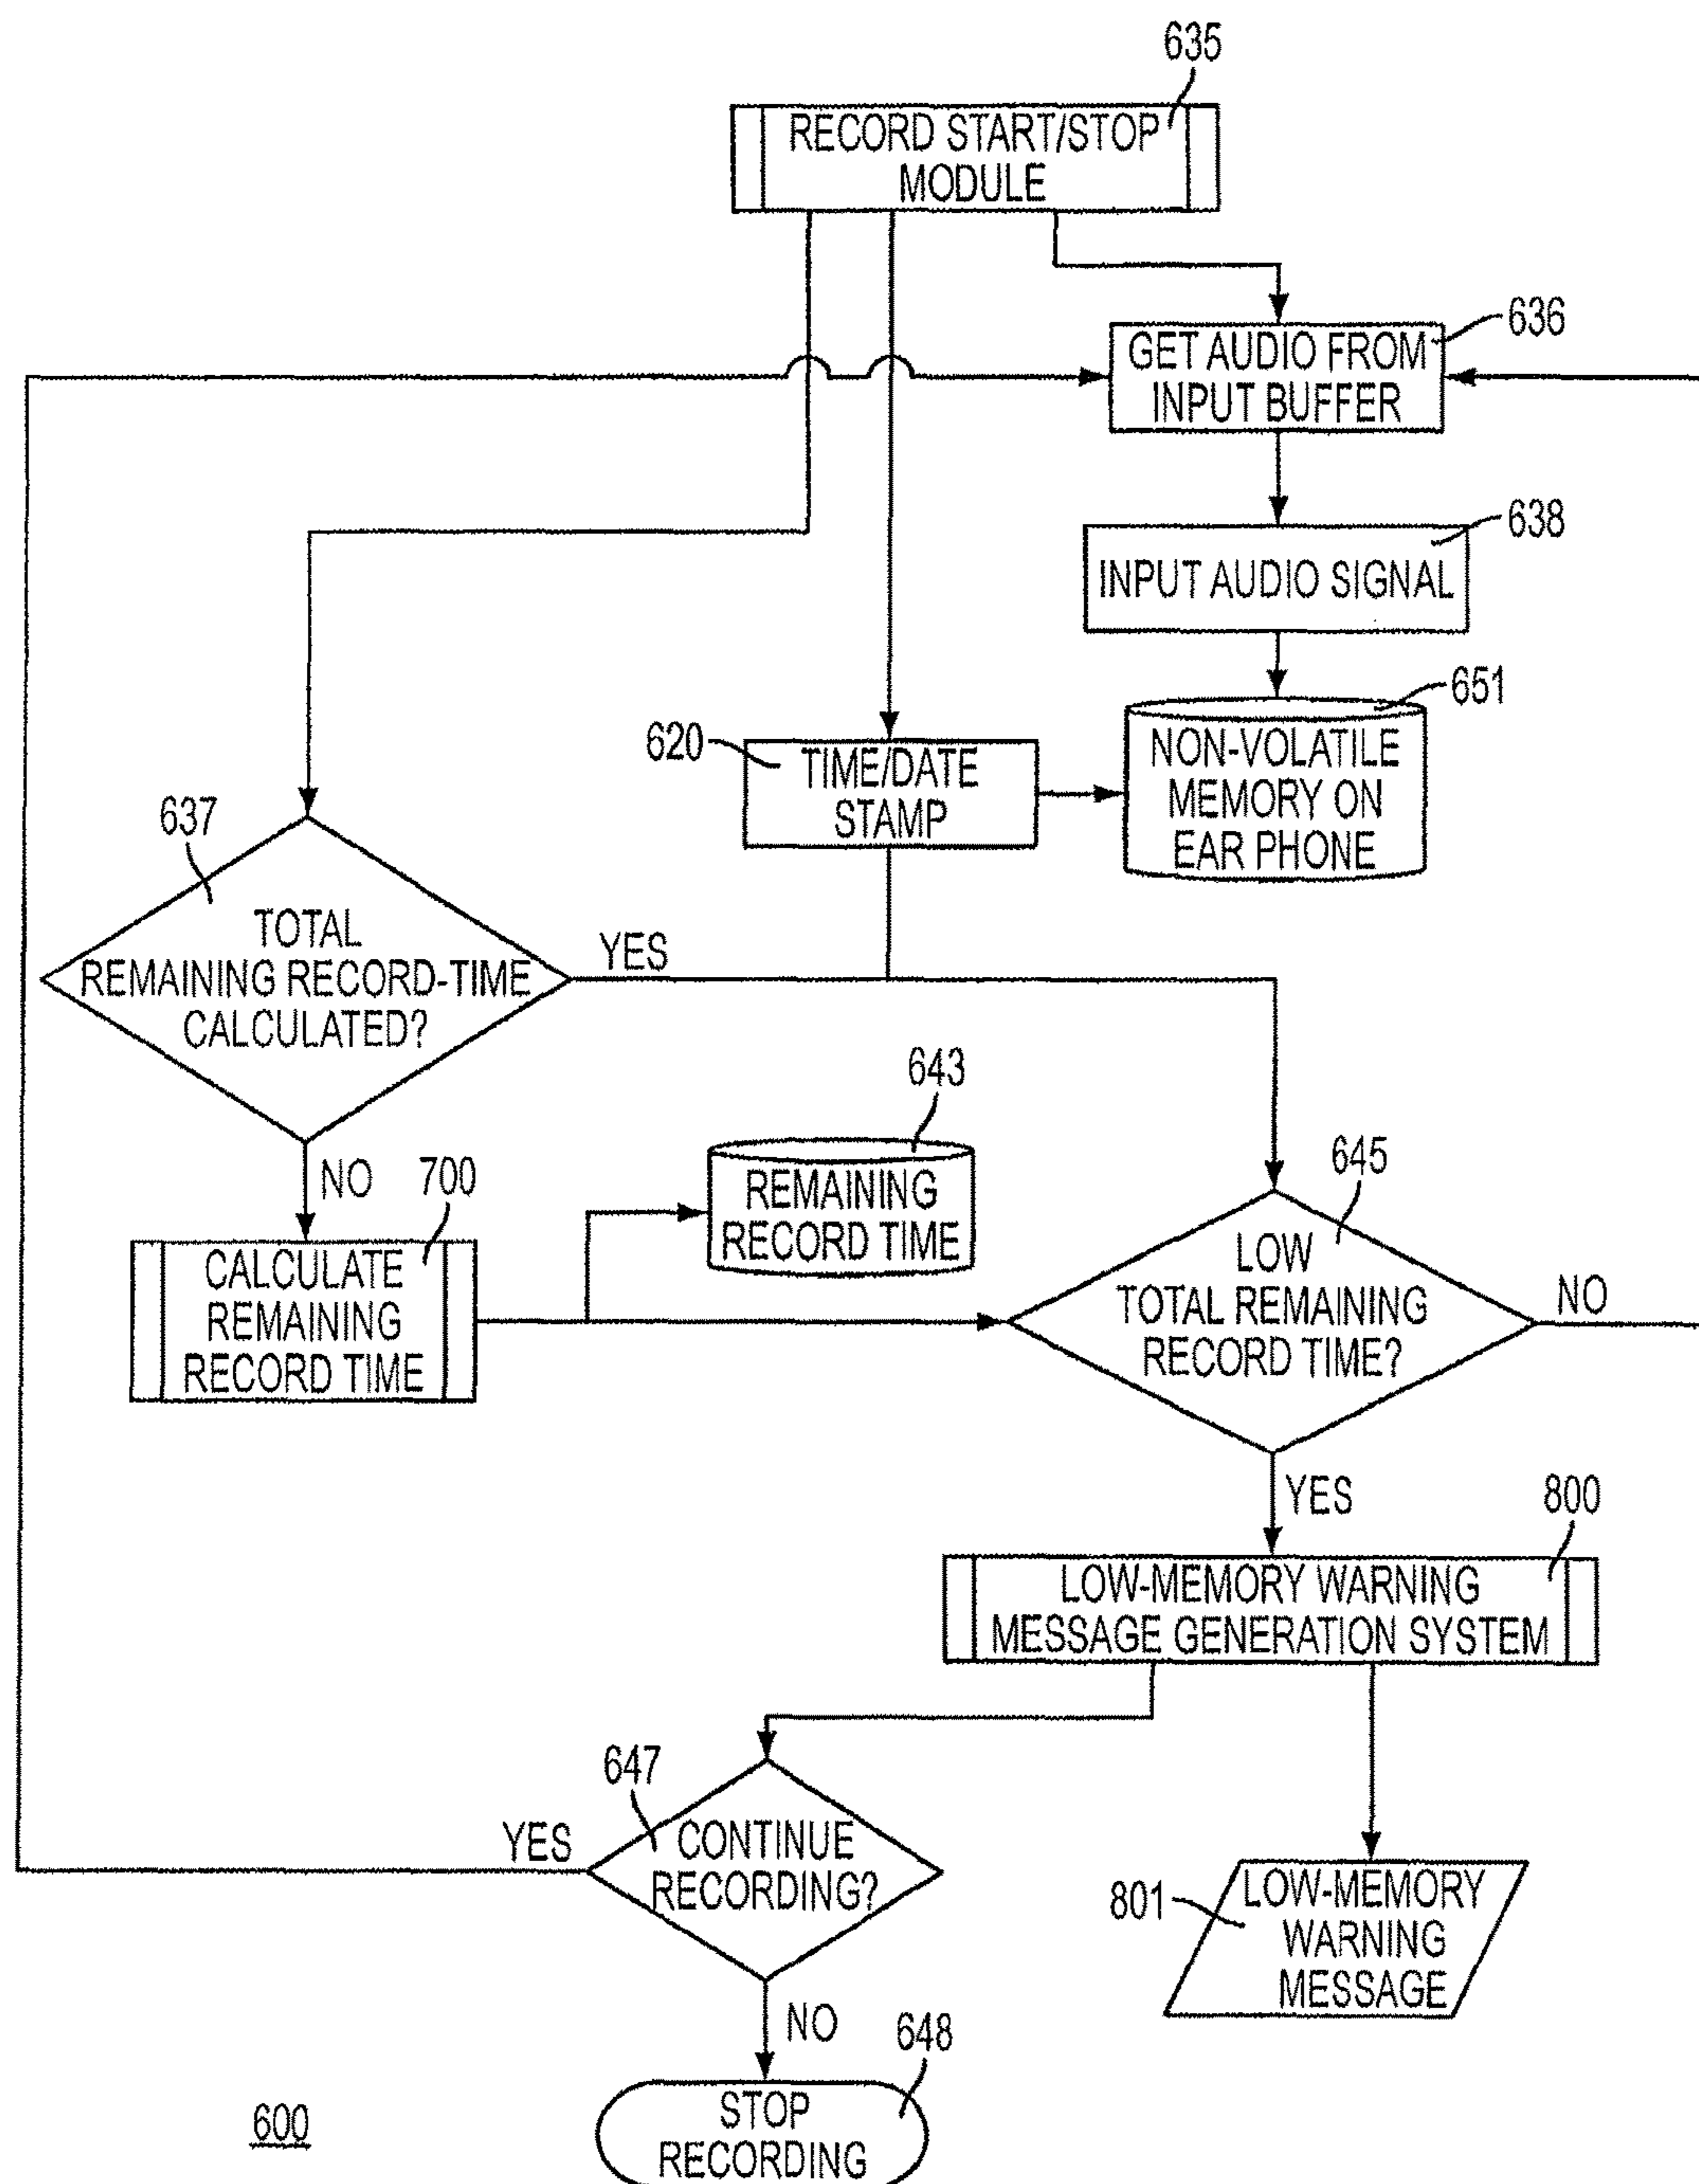 635
RECORD START/STOP
MODULE
636
GET AUDIO FROM
INPUT BUFFER
638
INPUT AUDIO SIGNAL
651
NON-VOLATILE
MEMORY ON
EAR PHONE
620
TIME/DATE
STAMP
637
TOTAL
REMAINING RECORD-TIME
CALCULATED?
YES
NO
643
REMAINING
RECORD TIME
700
CALCULATE
REMAINING
RECORD TIME
645
LOW
TOTAL REMAINING
RECORD TIME?
NO
YES
800
LOW-MEMORY WARNING
MESSAGE GENERATION SYSTEM
647
CONTINUE
RECORDING?
YES
NO
801
LOW-MEMORY
WARNING
MESSAGE
648
STOP
RECORDING
600